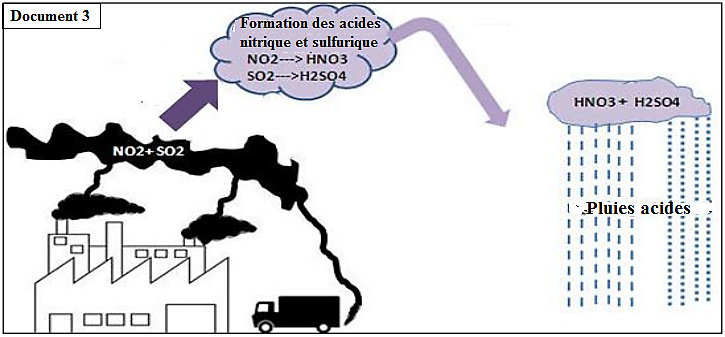 Document 3
Formation des acides
nitrique et sulfurique
NO2---> HNO3
SO2--->H2SO4
NO2+ SO2
HNO3 + H2SO4
Pluies acides